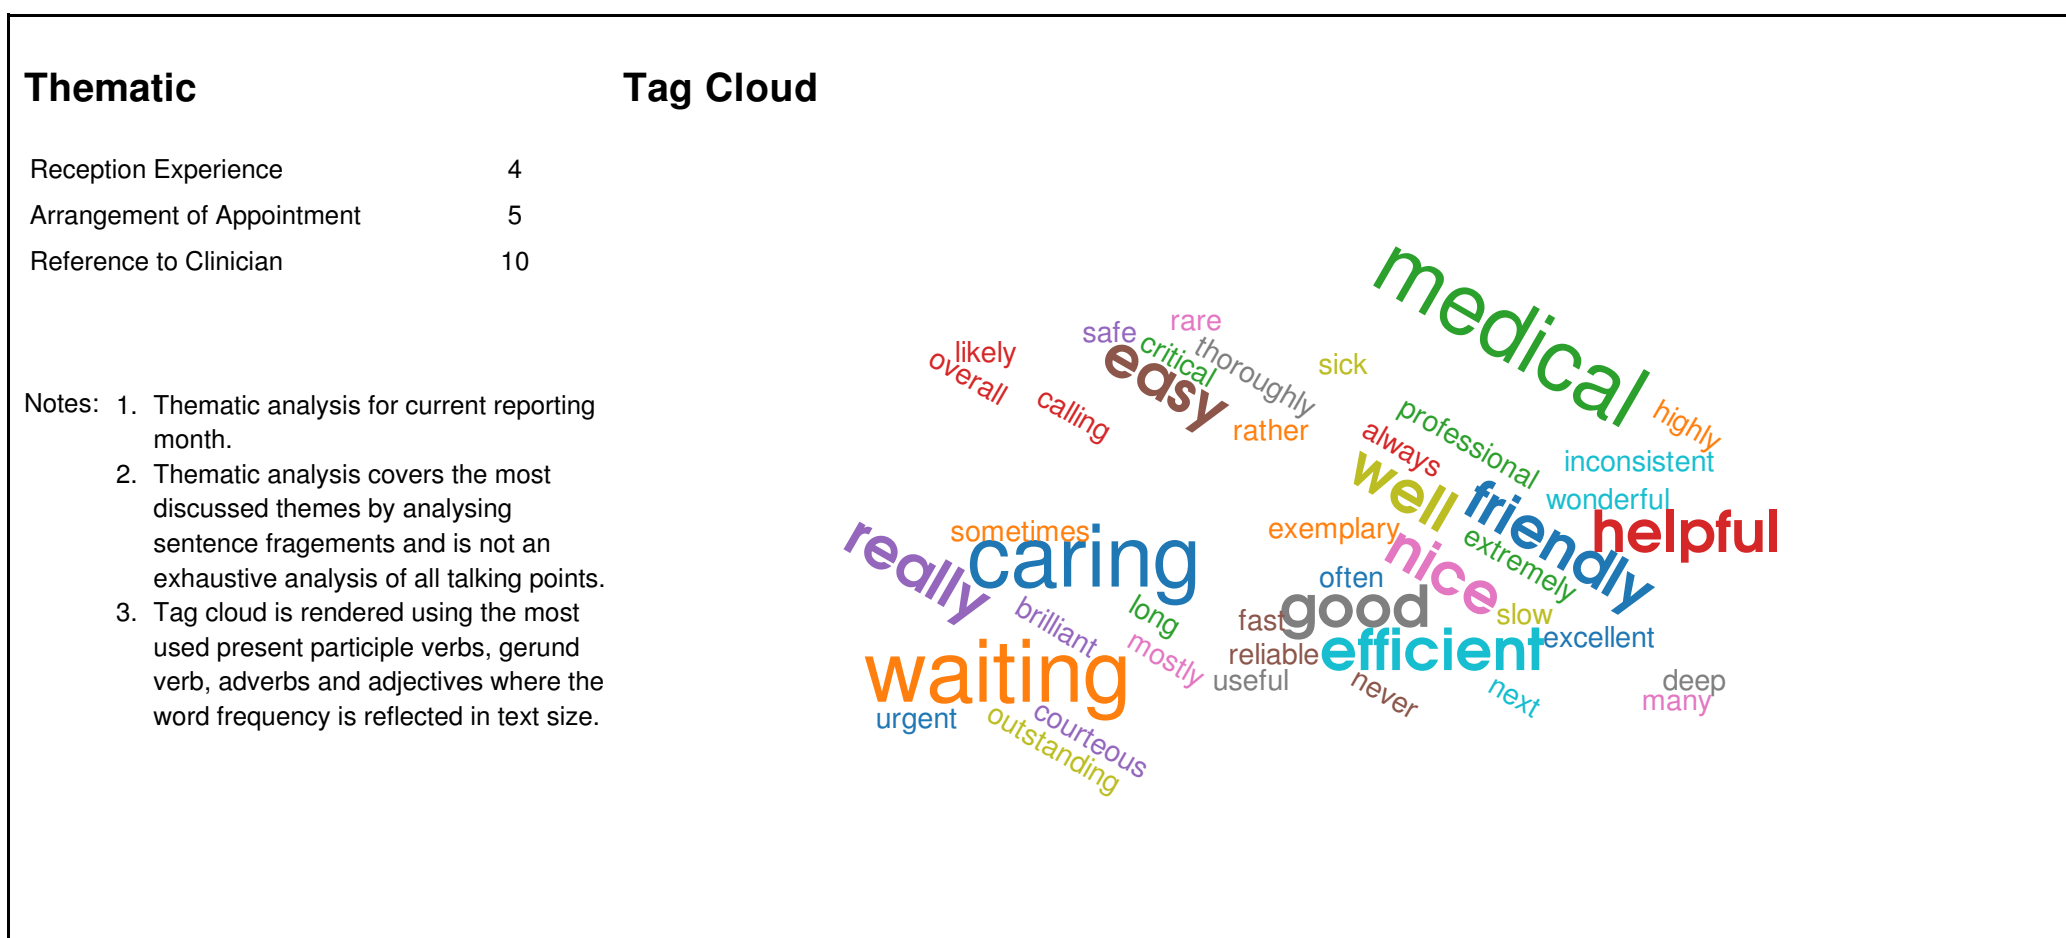 Thematic
Tag Cloud
Reception Experience 4
Arrangement of Appointment 5
Reference to Clinician 10
Notes: 1. Thematic analysis for current reporting
month.
2. Thematic analysis covers the most
discussed themes by analysing
sentence fragements and is not an
exhaustive analysis of all talking points.
3. Tag cloud is rendered using the most
used present participle verbs, gerund
verb, adverbs and adjectives where the
word frequency is reflected in text size.
medical
rare
safe
critical
thoroughly
likely
overall
easy
sick
calling
rather
highly
professional
always
inconsistent
well
friendly
wonderful
helpful
sometimes
caring
really
exemplary
nice
extremely
often
good
fast
slow
brilliant
long
mostly
efficient
excellent
reliable
waiting
useful
never
next
deep
many
urgent
courteous
outstanding